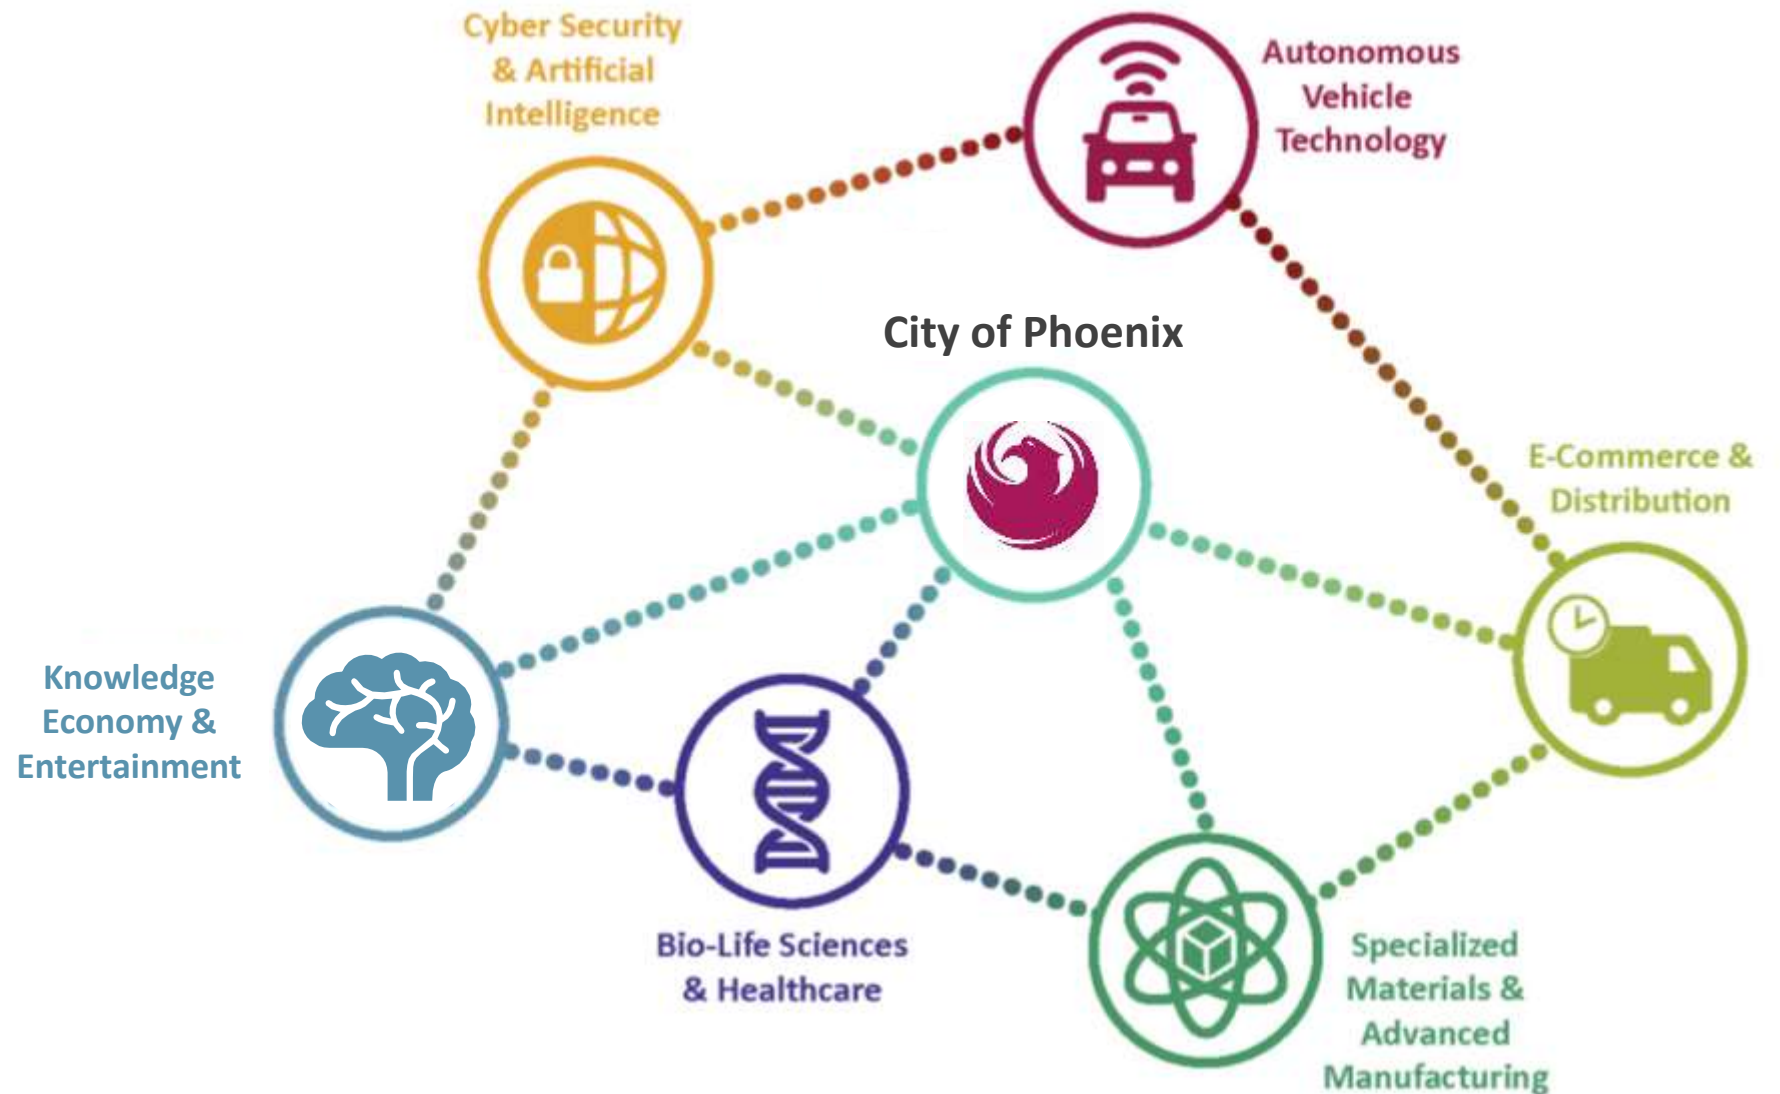 Cyber Security
& Artificial
Intelligence
Autonomous
Vehicle
Technology
City of Phoenix
E-Commerce &
Distribution
Knowledge
Economy &
Entertainment
Bio-Life Sciences
& Healthcare
Specialized
Materials &
Advanced
Manufacturing